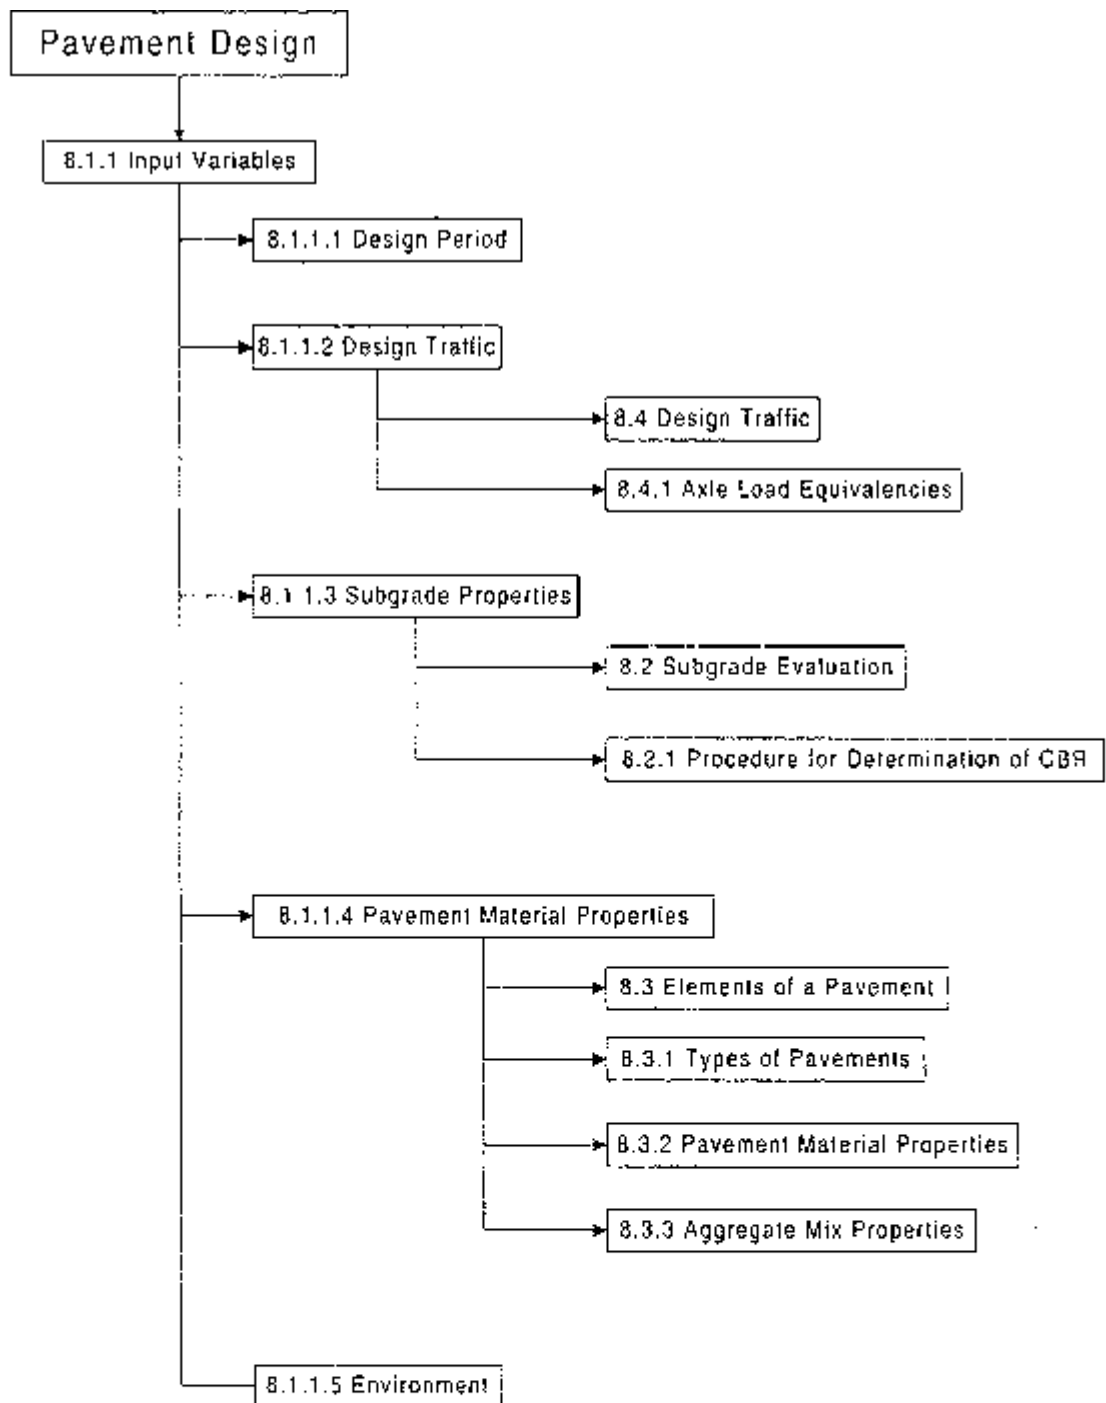 Pavement Design
8.1.1 Input Variables
8.1.1.1 Design Period
8.1.1.2 Design Traffic
8.4 Design Traffic
8.4.1 Axle Load Equivalencies
8.1.1.3 Subgrade Properties
8.2 Subgrade Evaluation
8.2.1 Procedure for Determination of CBR
8.1.1.4 Pavement Material Properties
8.3 Elements of a Pavement
8.3.1 Types of Pavements
8.3.2 Pavement Material Properties
8.3.3 Aggregate Mix Properties
8.1.1.5 Environment